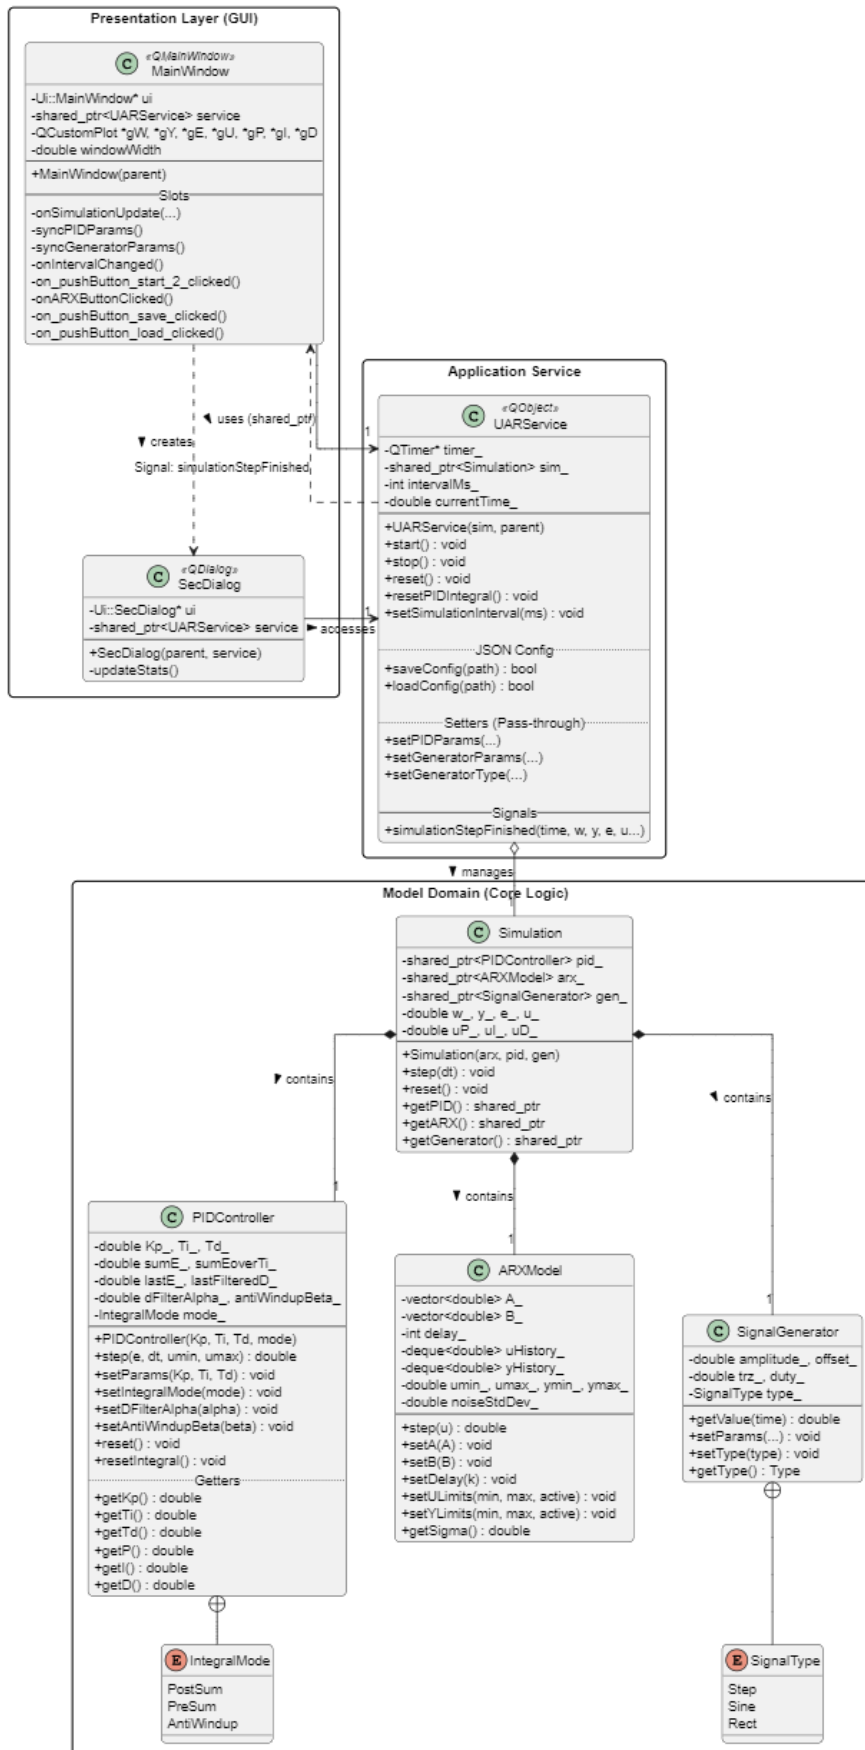 Presentation Layer (GUI)
C
«QMainWindow»
MainWindow
-Ui::MainWindow* ui
-shared_ptr<UARService> service
-QCustomPlot *gW, *gY, *gE, *gU, *gP, *gI, *gD
-double windowWidth
+MainWindow(parent)
Slots
-onSimulationUpdate(...)
-syncPIDParams()
-syncGeneratorParams()
-onIntervalChanged()
-on_pushButton_start_2_clicked()
-onARXButtonClicked()
-on_pushButton_save_clicked()
-on_pushButton_load_clicked()
uses (shared_ptr)
1
creates
Signal: simulationStepFinished
C
«QDialog»
SecDialog
-Ui::SecDialog* ui
-shared_ptr<UARService> service
+SecDialog(parent, service)
-updateStats()
1
accesses
Application Service
C
«QObject»
UARService
-QTimer* timer_
-shared_ptr<Simulation> sim_
-int intervalMs_
-double currentTime_
+UARService(sim, parent)
+start() : void
+stop() : void
+reset() : void
+resetPIDIntegral() : void
+setSimulationInterval(ms) : void
JSON Config
+saveConfig(path) : bool
+loadConfig(path) : bool
Setters (Pass-through)
+setPIDParams(...)
+setGeneratorParams(...)
+setGeneratorType(...)
Signals
+simulationStepFinished(time, w, y, e, u...)
manages
1
Model Domain (Core Logic)
C
Simulation
-shared_ptr<PIDController> pid_
-shared_ptr<ARXModel> arx_
-shared_ptr<SignalGenerator> gen_
-double w_, y_, e_, u_
-double uP_, uI_, uD_
+Simulation(arx, pid, gen)
+step(dt) : void
+reset() : void
+getPID() : shared_ptr
+getARX() : shared_ptr
+getGenerator() : shared_ptr
contains
1
contains
1
contains
1
C
PIDController
-double Kp_, Ti_, Td_
-double sumE_, sumEoverTi_
-double lastE_, lastFilteredD_
-double dFilterAlpha_, antiWindupBeta_
-IntegralMode mode_
+PIDController(Kp, Ti, Td, mode)
+step(e, dt, umin, umax) : double
+setParams(Kp, Ti, Td) : void
+setIntegralMode(mode) : void
+setDFilterAlpha(alpha) : void
+setAntiWindupBeta(beta) : void
+reset() : void
+resetIntegral() : void
Getters
+getKp() : double
+getTi() : double
+getTd() : double
+getP() : double
+getI() : double
+getD() : double
C
ARXModel
-vector<double> A_
-vector<double> B_
-int delay_
-deque<double> uHistory_
-deque<double> yHistory_
-double umin_, umax_, ymin_, ymax_
-double noiseStdDev_
+step(u) : double
+setA(A) : void
+setB(B) : void
+setDelay(k) : void
+setULimits(min, max, active) : void
+setYLimits(min, max, active) : void
+getSigma() : double
C
SignalGenerator
-double amplitude_, offset_
-double trz_, duty_
-SignalType type_
+getValue(time) : double
+setParams(...) : void
+setType(type) : void
+getType() : Type
E
IntegralMode
PostSum
PreSum
AntiWindup
E
SignalType
Step
Sine
Rect